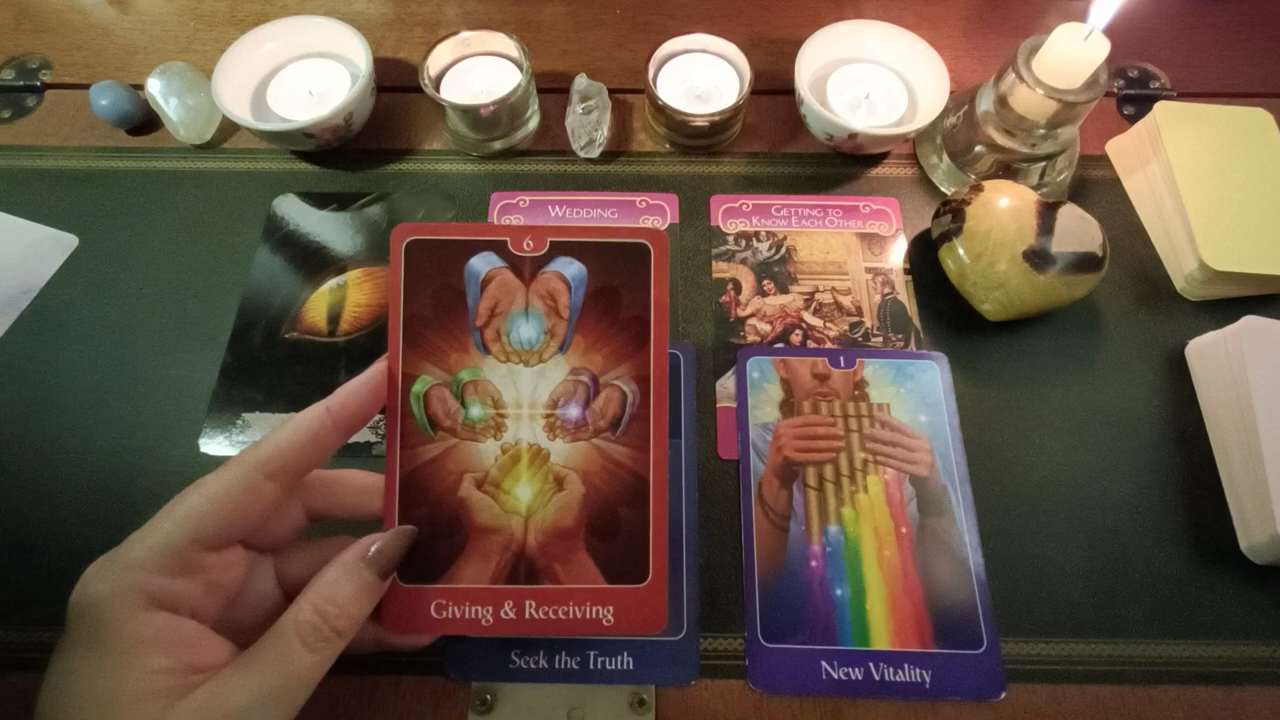 WEDDING
GETTING TO
KNOW EACH OTHER
6
1
Giving & Receiving
Seek the Truth
New Vitality